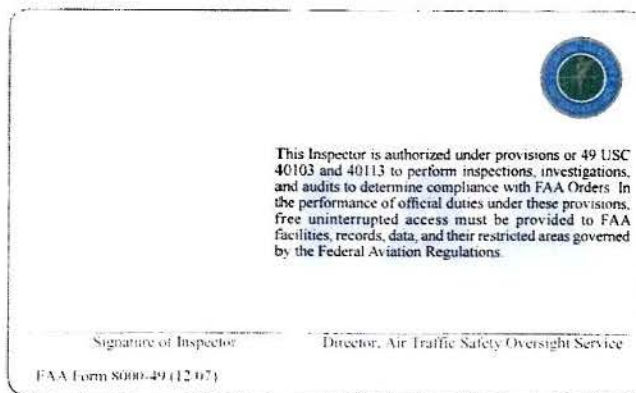 This Inspector is authorized under provisions or 49 USC
40103 and 40113 to perform inspections, investigations,
and audits to determine compliance with FAA Orders In
the performance of official duties under these provisions,
free uninterrupted access must be provided to FAA
facilities, records, data, and their restricted areas governed
by the Federal Aviation Regulations.
Signature of Inspector
Director, Air Traffic Safety Oversight Service
FAA Form 8000-49 (12-07)